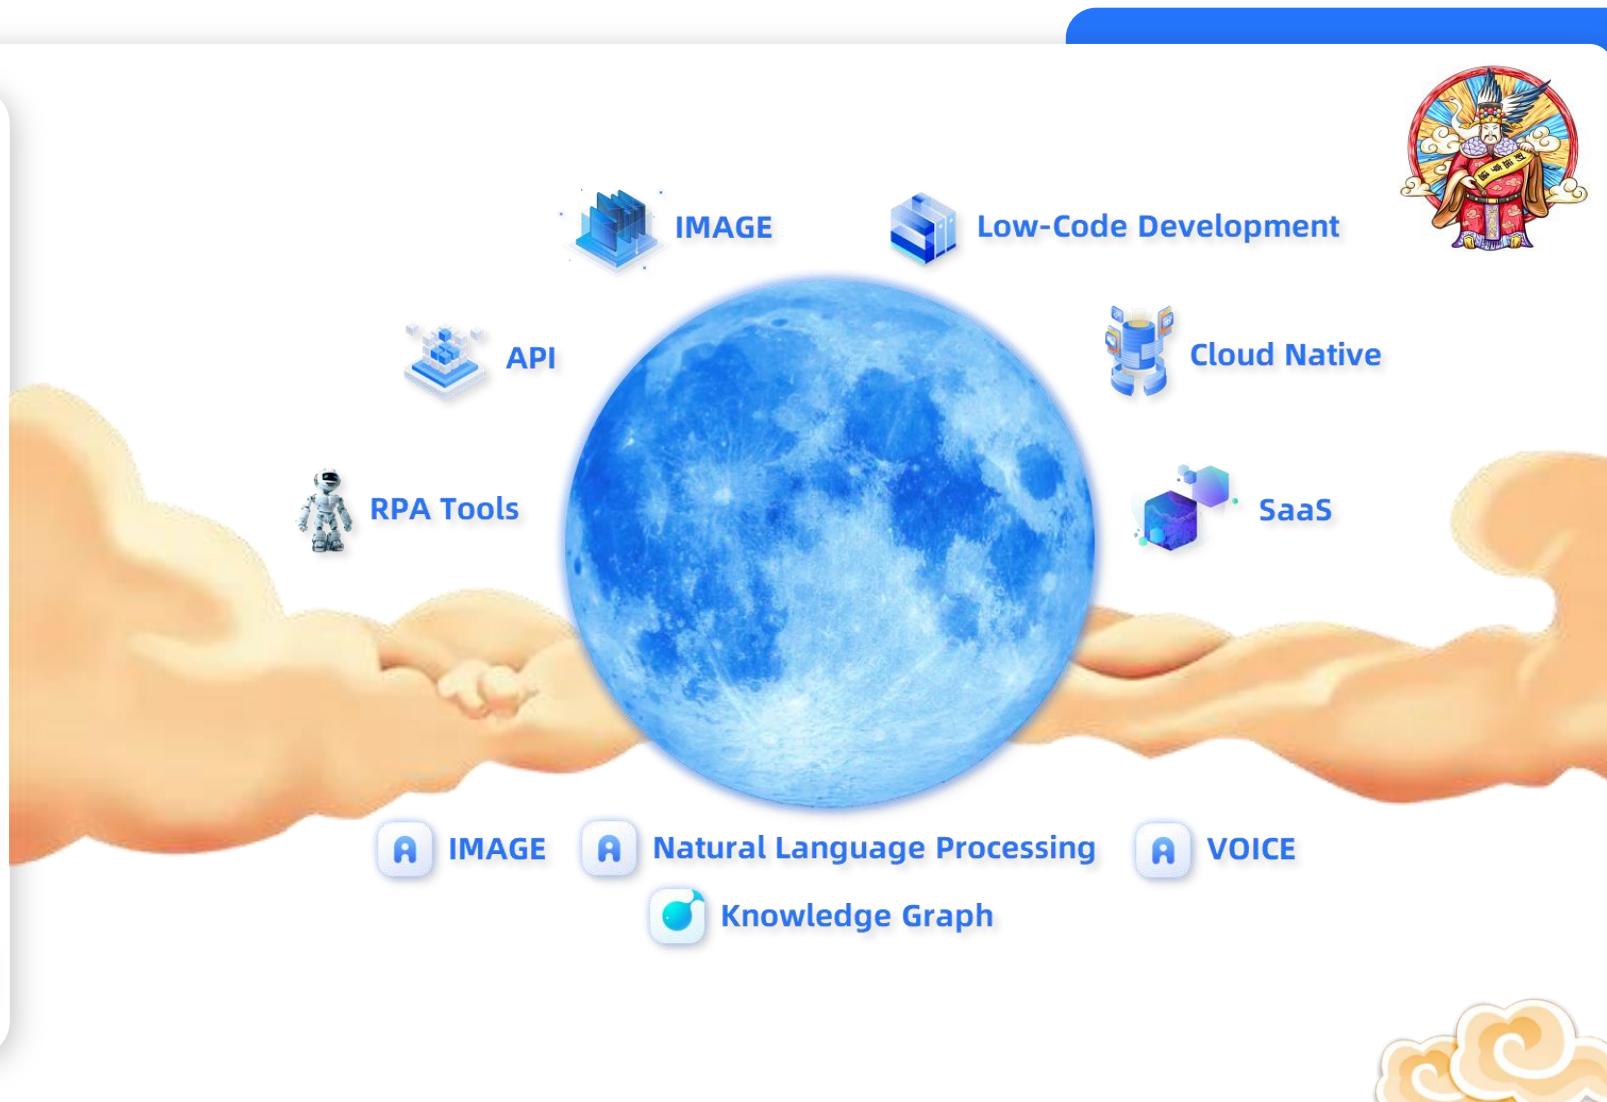 IMAGE
Low-Code Development
API
Cloud Native
RPA Tools
SaaS
IMAGE
Natural Language Processing
VOICE
Knowledge Graph